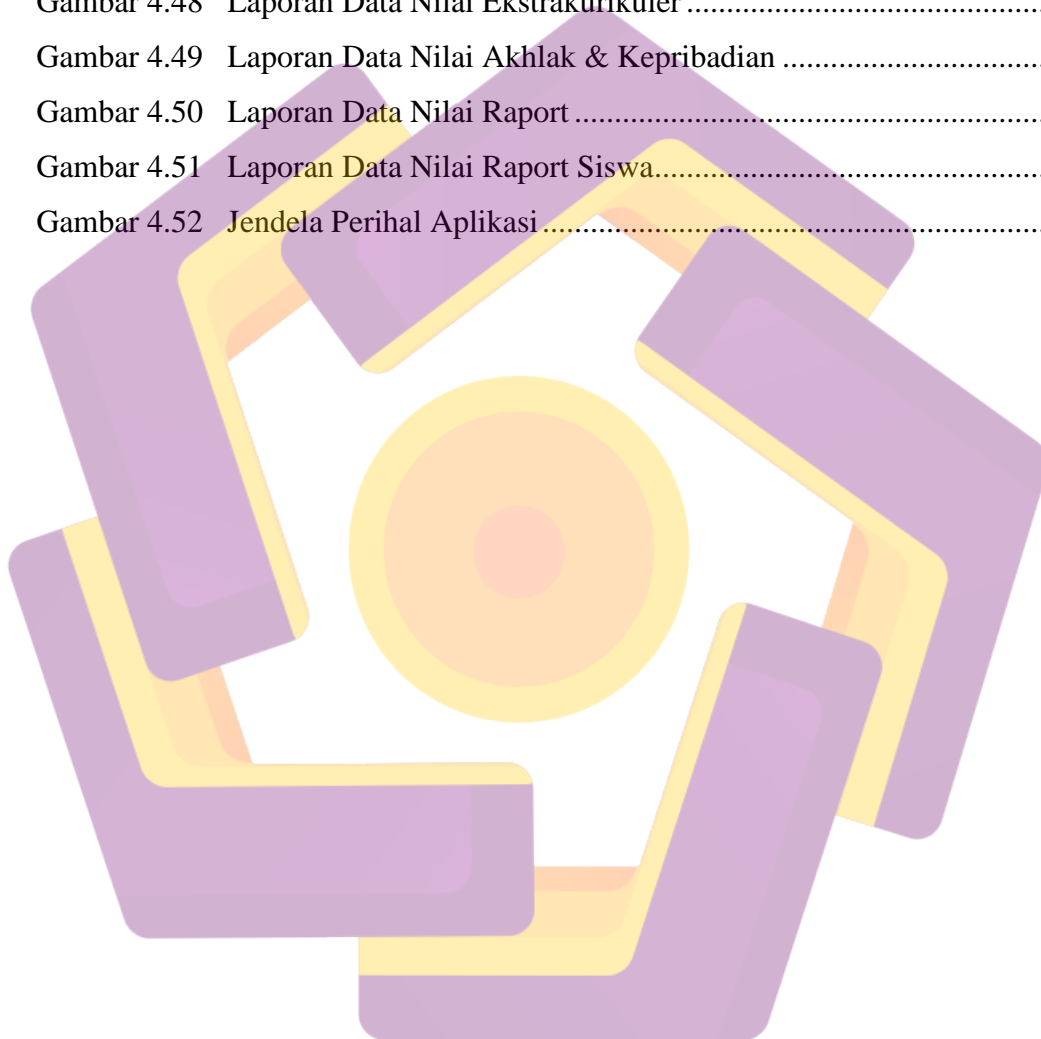 Gambar 4.48 Laporan Data Nilai Ekstrakurikuler ........................................
Gambar 4.49 Laporan Data Nilai Akhlak & Kepribadian ...............................
Gambar 4.50 Laporan Data Nilai Raport ......................................................
Gambar 4.51 Laporan Data Nilai Raport Siswa.............................................
Gambar 4.52 Jendela Perihal Aplikasi..........................................................